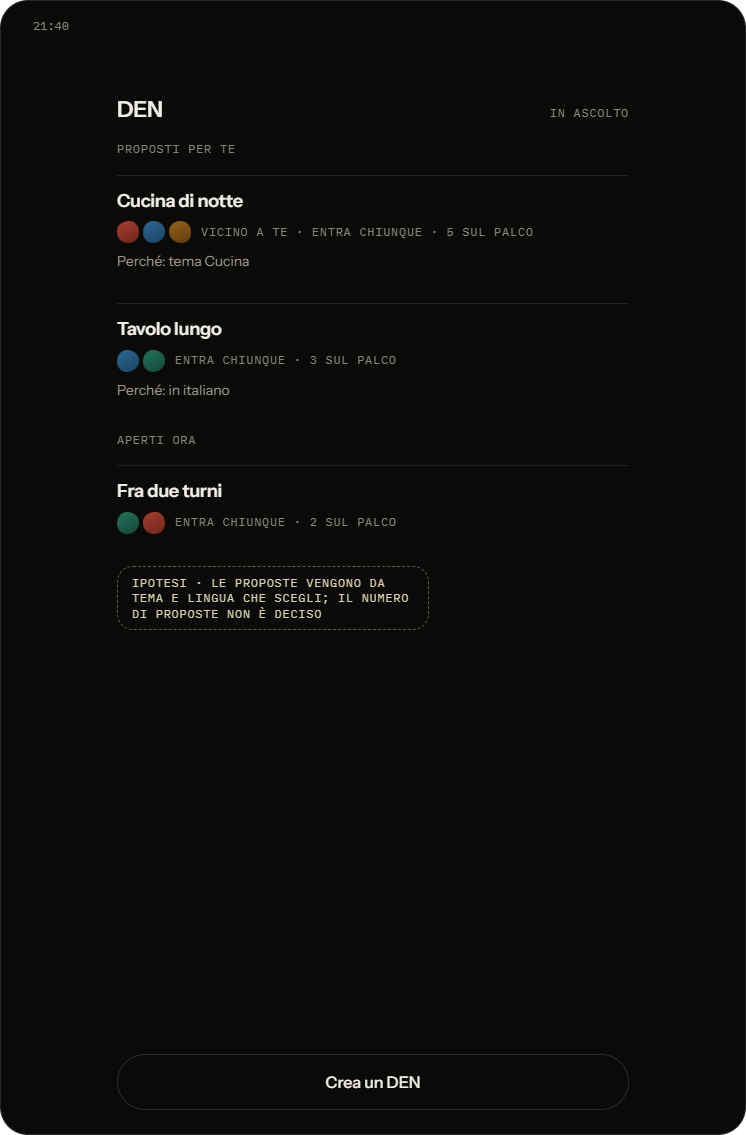 21:40
DEN
IN ASCOLTO
PROPOSTI PER TE
Cucina di notte
VICINO A TE · ENTRA CHIUNQUE · 5 SUL PALCO
Perché: tema Cucina
Tavolo lungo
ENTRA CHIUNQUE · 3 SUL PALCO
Perché: in italiano
APERTI ORA
Fra due turni
ENTRA CHIUNQUE · 2 SUL PALCO
IPOTESI · LE PROPOSTE VENGONO DA
TEMA E LINGUA CHE SCEGLI; IL NUMERO
DI PROPOSTE NON È DECISO
Crea un DEN